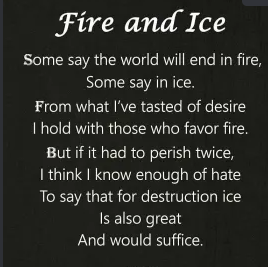 Fire and Ice
Some say the world will end in fire,
Some say in ice.
From what I've tasted of desire
I hold with those who favor fire.
But if it had to perish twice,
I think I know enough of hate
To say that for destruction ice
Is also great
And would suffice.